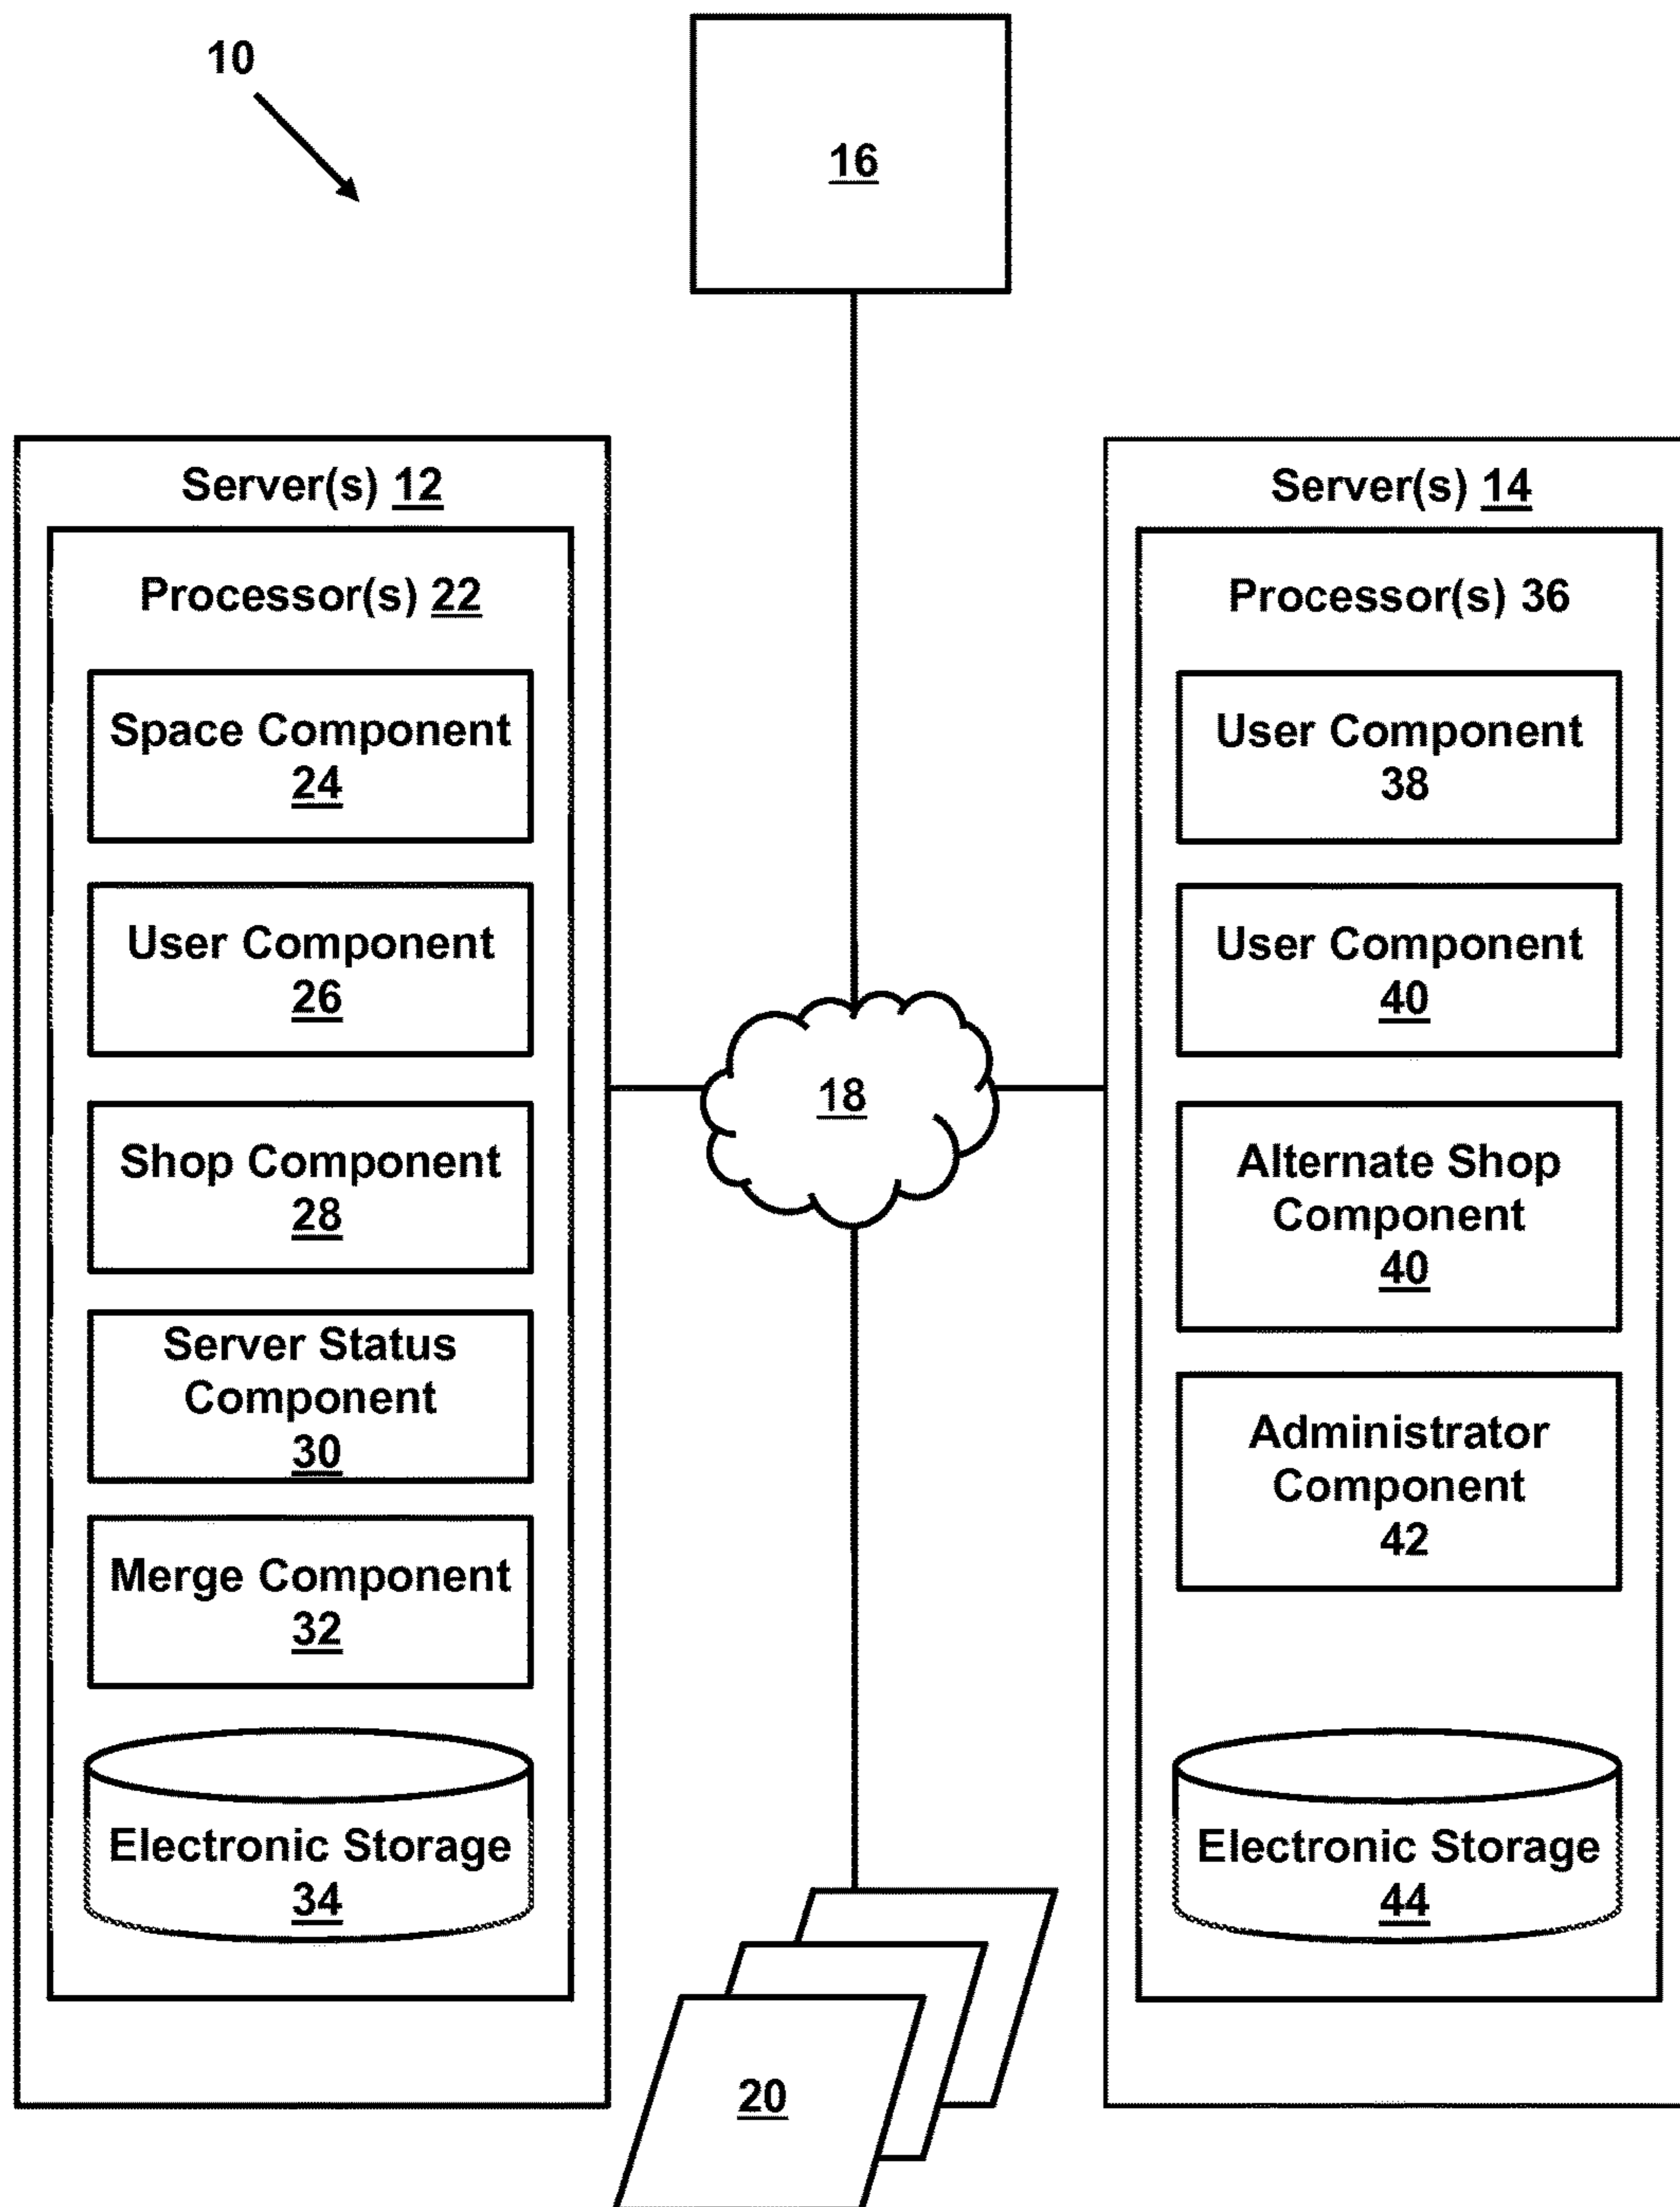 10
16
Server(s) 12
Processor(s) 22
Space Component
24
User Component
26
Shop Component
28
Server Status
Component
30
Merge Component
32
Electronic Storage
34
18
20
Server(s) 14
Processor(s) 36
User Component
38
User Component
40
Alternate Shop
Component
40
Administrator
Component
42
Electronic Storage
44